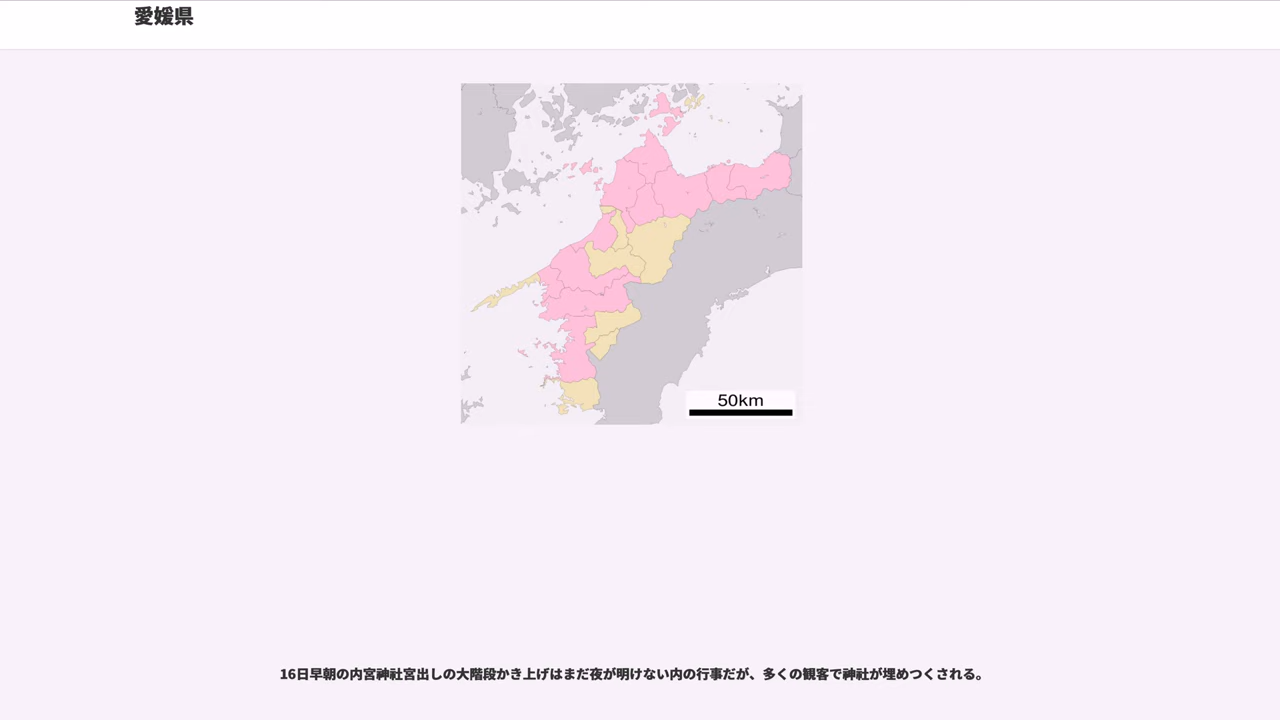 愛媛県
50km
16日早朝の内宮神社宮出しの大階段かき上げはまだ夜が明けない内の行事だが、多くの観客で神社が埋めつくされる。